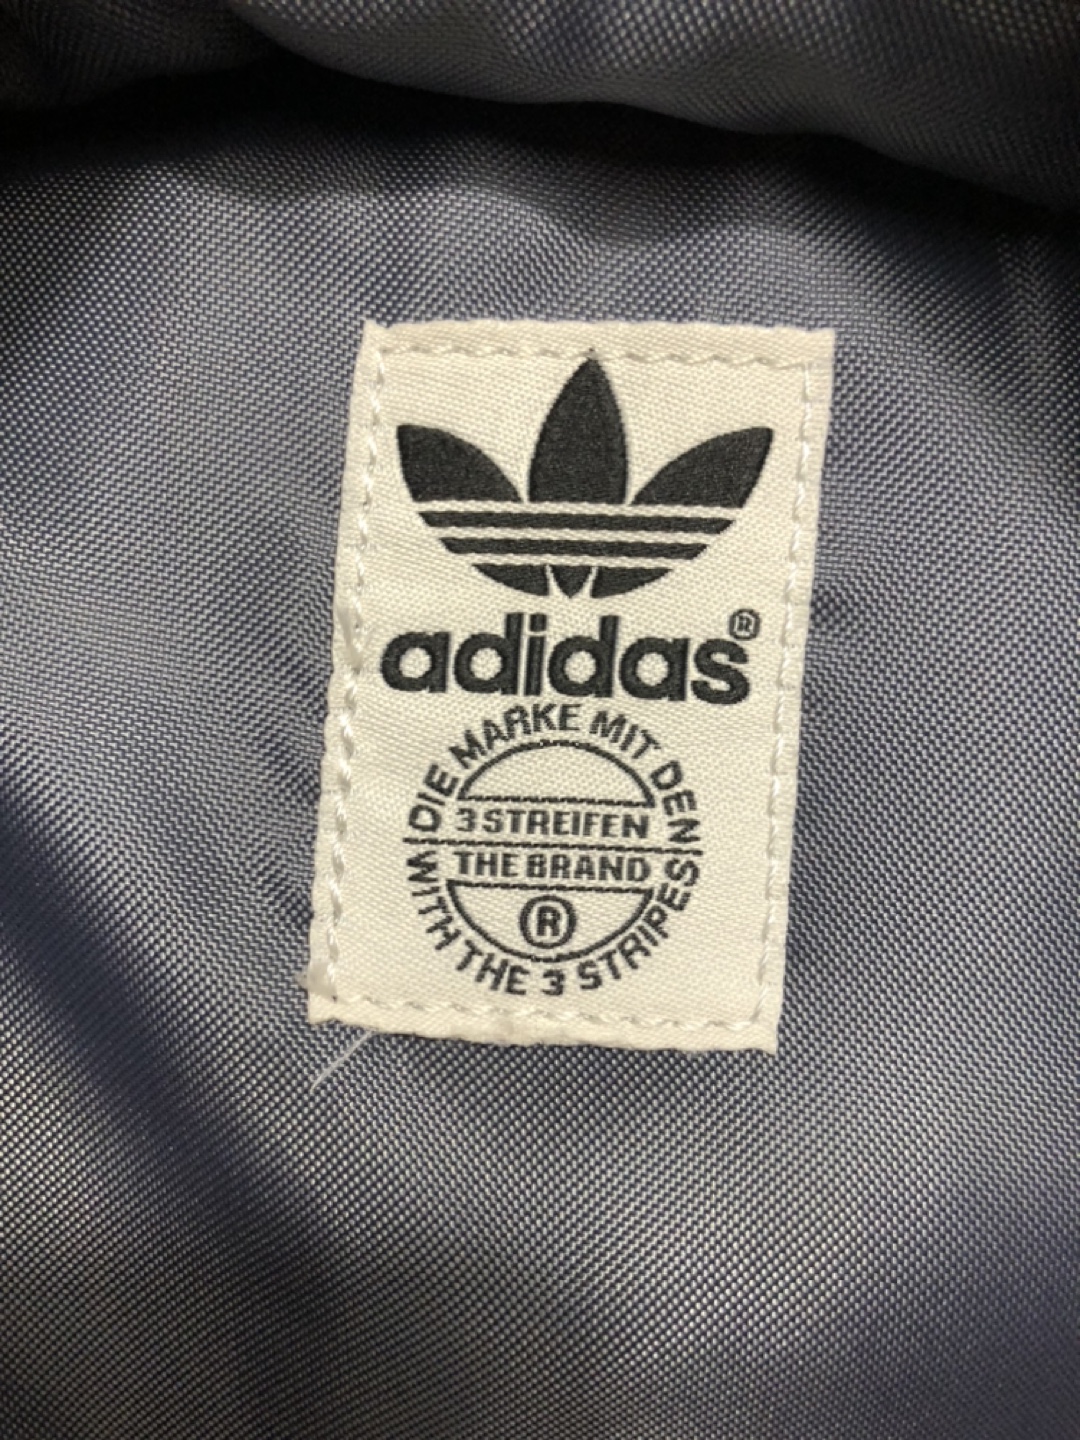 adidas®
DIE MARKE MIT DEN
3 STREIFEN
THE BRAND
®
WITH THE 3 STRIPES